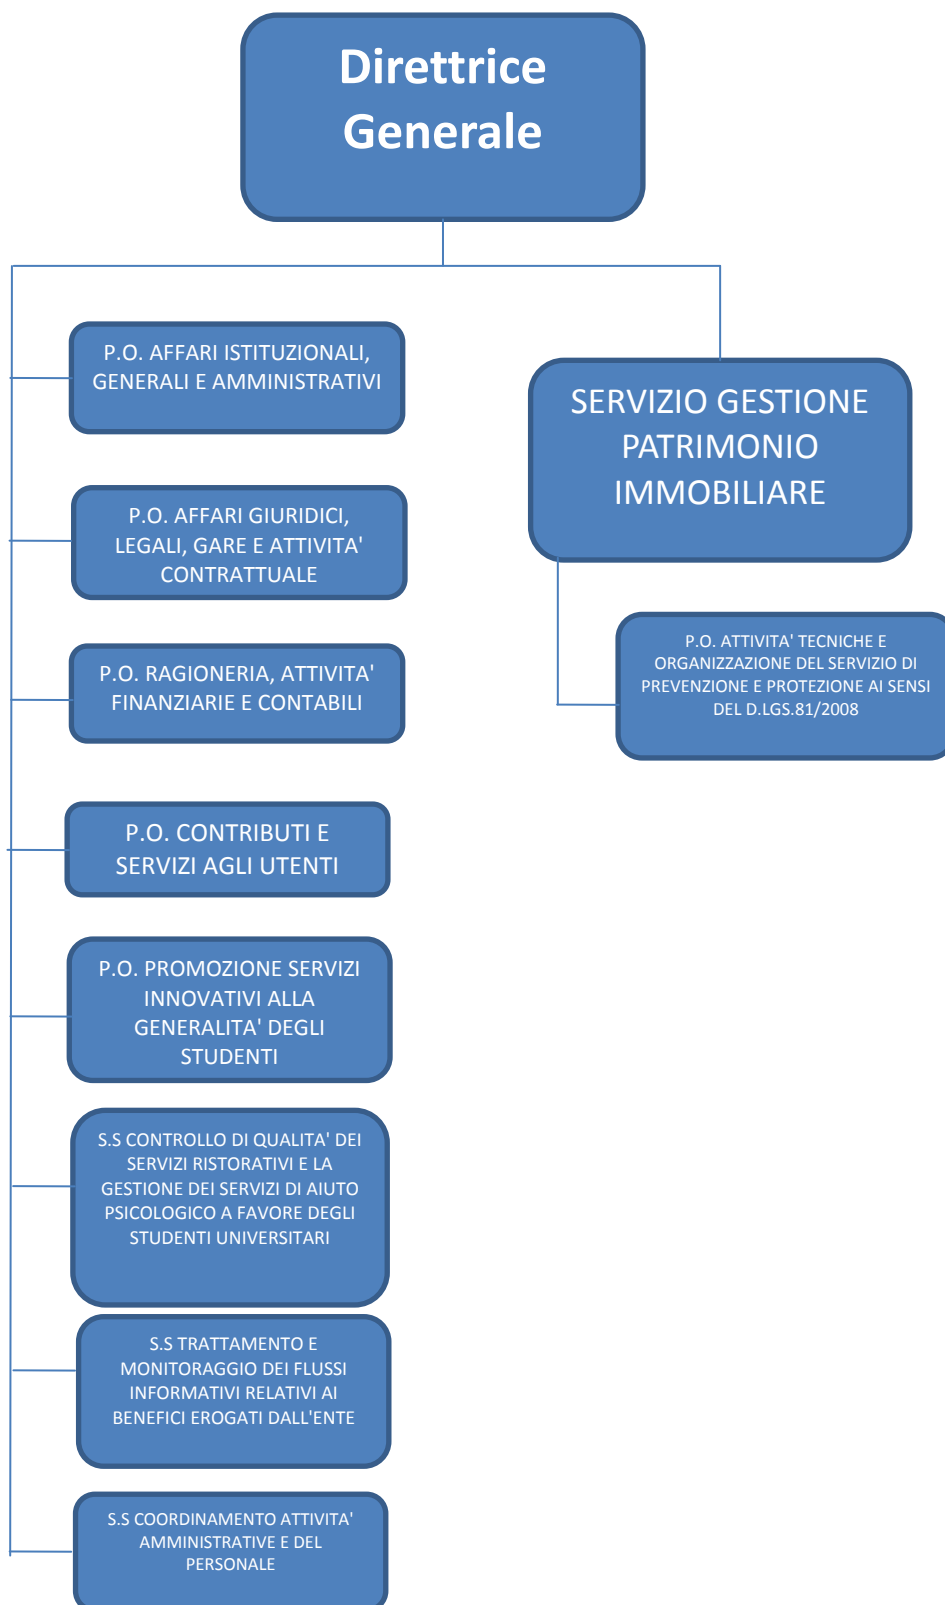 Direttrice
Generale
P.O. AFFARI ISTITUZIONALI,
GENERALI E AMMINISTRATIVI
P.O. AFFARI GIURIDICI,
LEGALI, GARE E ATTIVITA'
CONTRATTUALE
P.O. RAGIONERIA, ATTIVITA'
FINANZIARIE E CONTABILI
P.O. CONTRIBUTI E
SERVIZI AGLI UTENTI
P.O. PROMOZIONE SERVIZI
INNOVATIVI ALLA
GENERALITA' DEGLI
STUDENTI
S.S CONTROLLO DI QUALITA' DEI
SERVIZI RISTORATIVI E LA
GESTIONE DEI SERVIZI DI AIUTO
PSICOLOGICO A FAVORE DEGLI
STUDENTI UNIVERSITARI
S.S TRATTAMENTO E
MONITORAGGIO DEI FLUSSI
INFORMATIVI RELATIVI AI
BENEFICI EROGATI DALL'ENTE
S.S COORDINAMENTO ATTIVITA'
AMMINISTRATIVE E DEL
PERSONALE
SERVIZIO GESTIONE
PATRIMONIO
IMMOBILIARE
P.O. ATTIVITA' TECNICHE E
ORGANIZZAZIONE DEL SERVIZIO DI
PREVENZIONE E PROTEZIONE AI SENSI
DEL D.LGS.81/2008